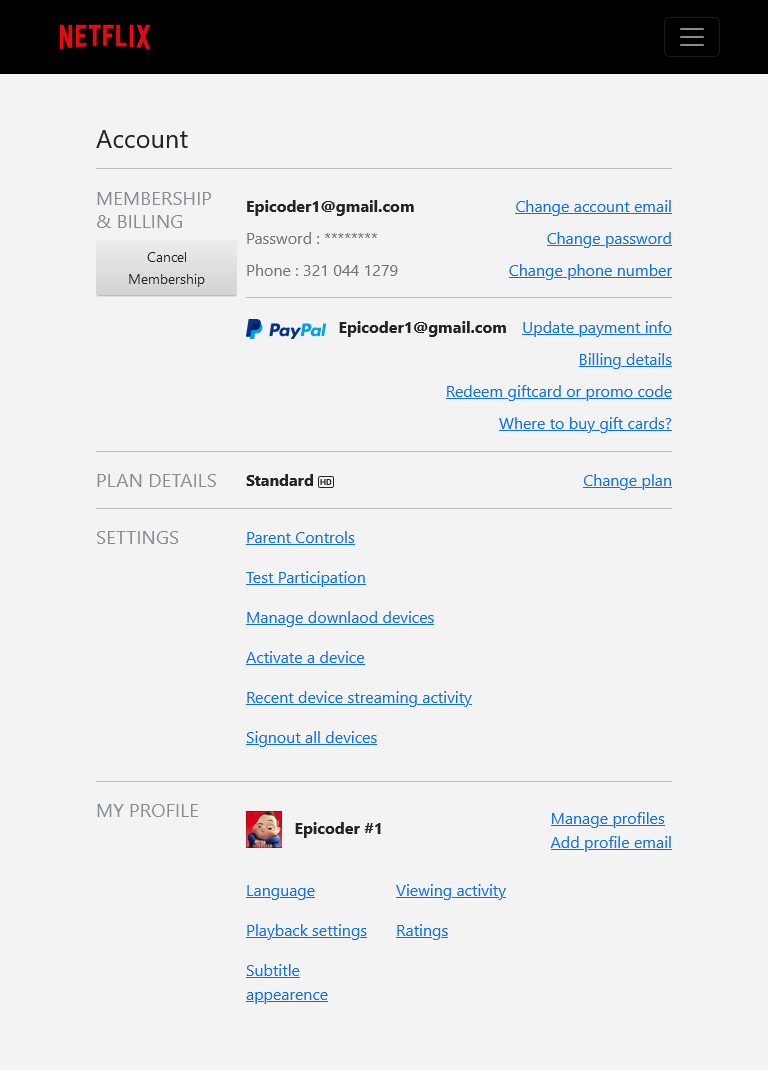 NETFLIX
Account
MEMBERSHIP
& BILLING
Cancel
Membership
Epicoder1@gmail.com Change account email
Password : ******** Change password
Phone : 321 044 1279 Change phone number
PayPal Epicoder1@gmail.com Update payment info
Billing details
Redeem giftcard or promo code
Where to buy gift cards?
PLAN DETAILS Standard HD Change plan
SETTINGS Parent Controls
Test Participation
Manage downlaod devices
Activate a device
Recent device streaming activity
Signout all devices
MY PROFILE
Epicoder #1
Manage profiles
Add profile email
Language Viewing activity
Playback settings Ratings
Subtitle
appearence